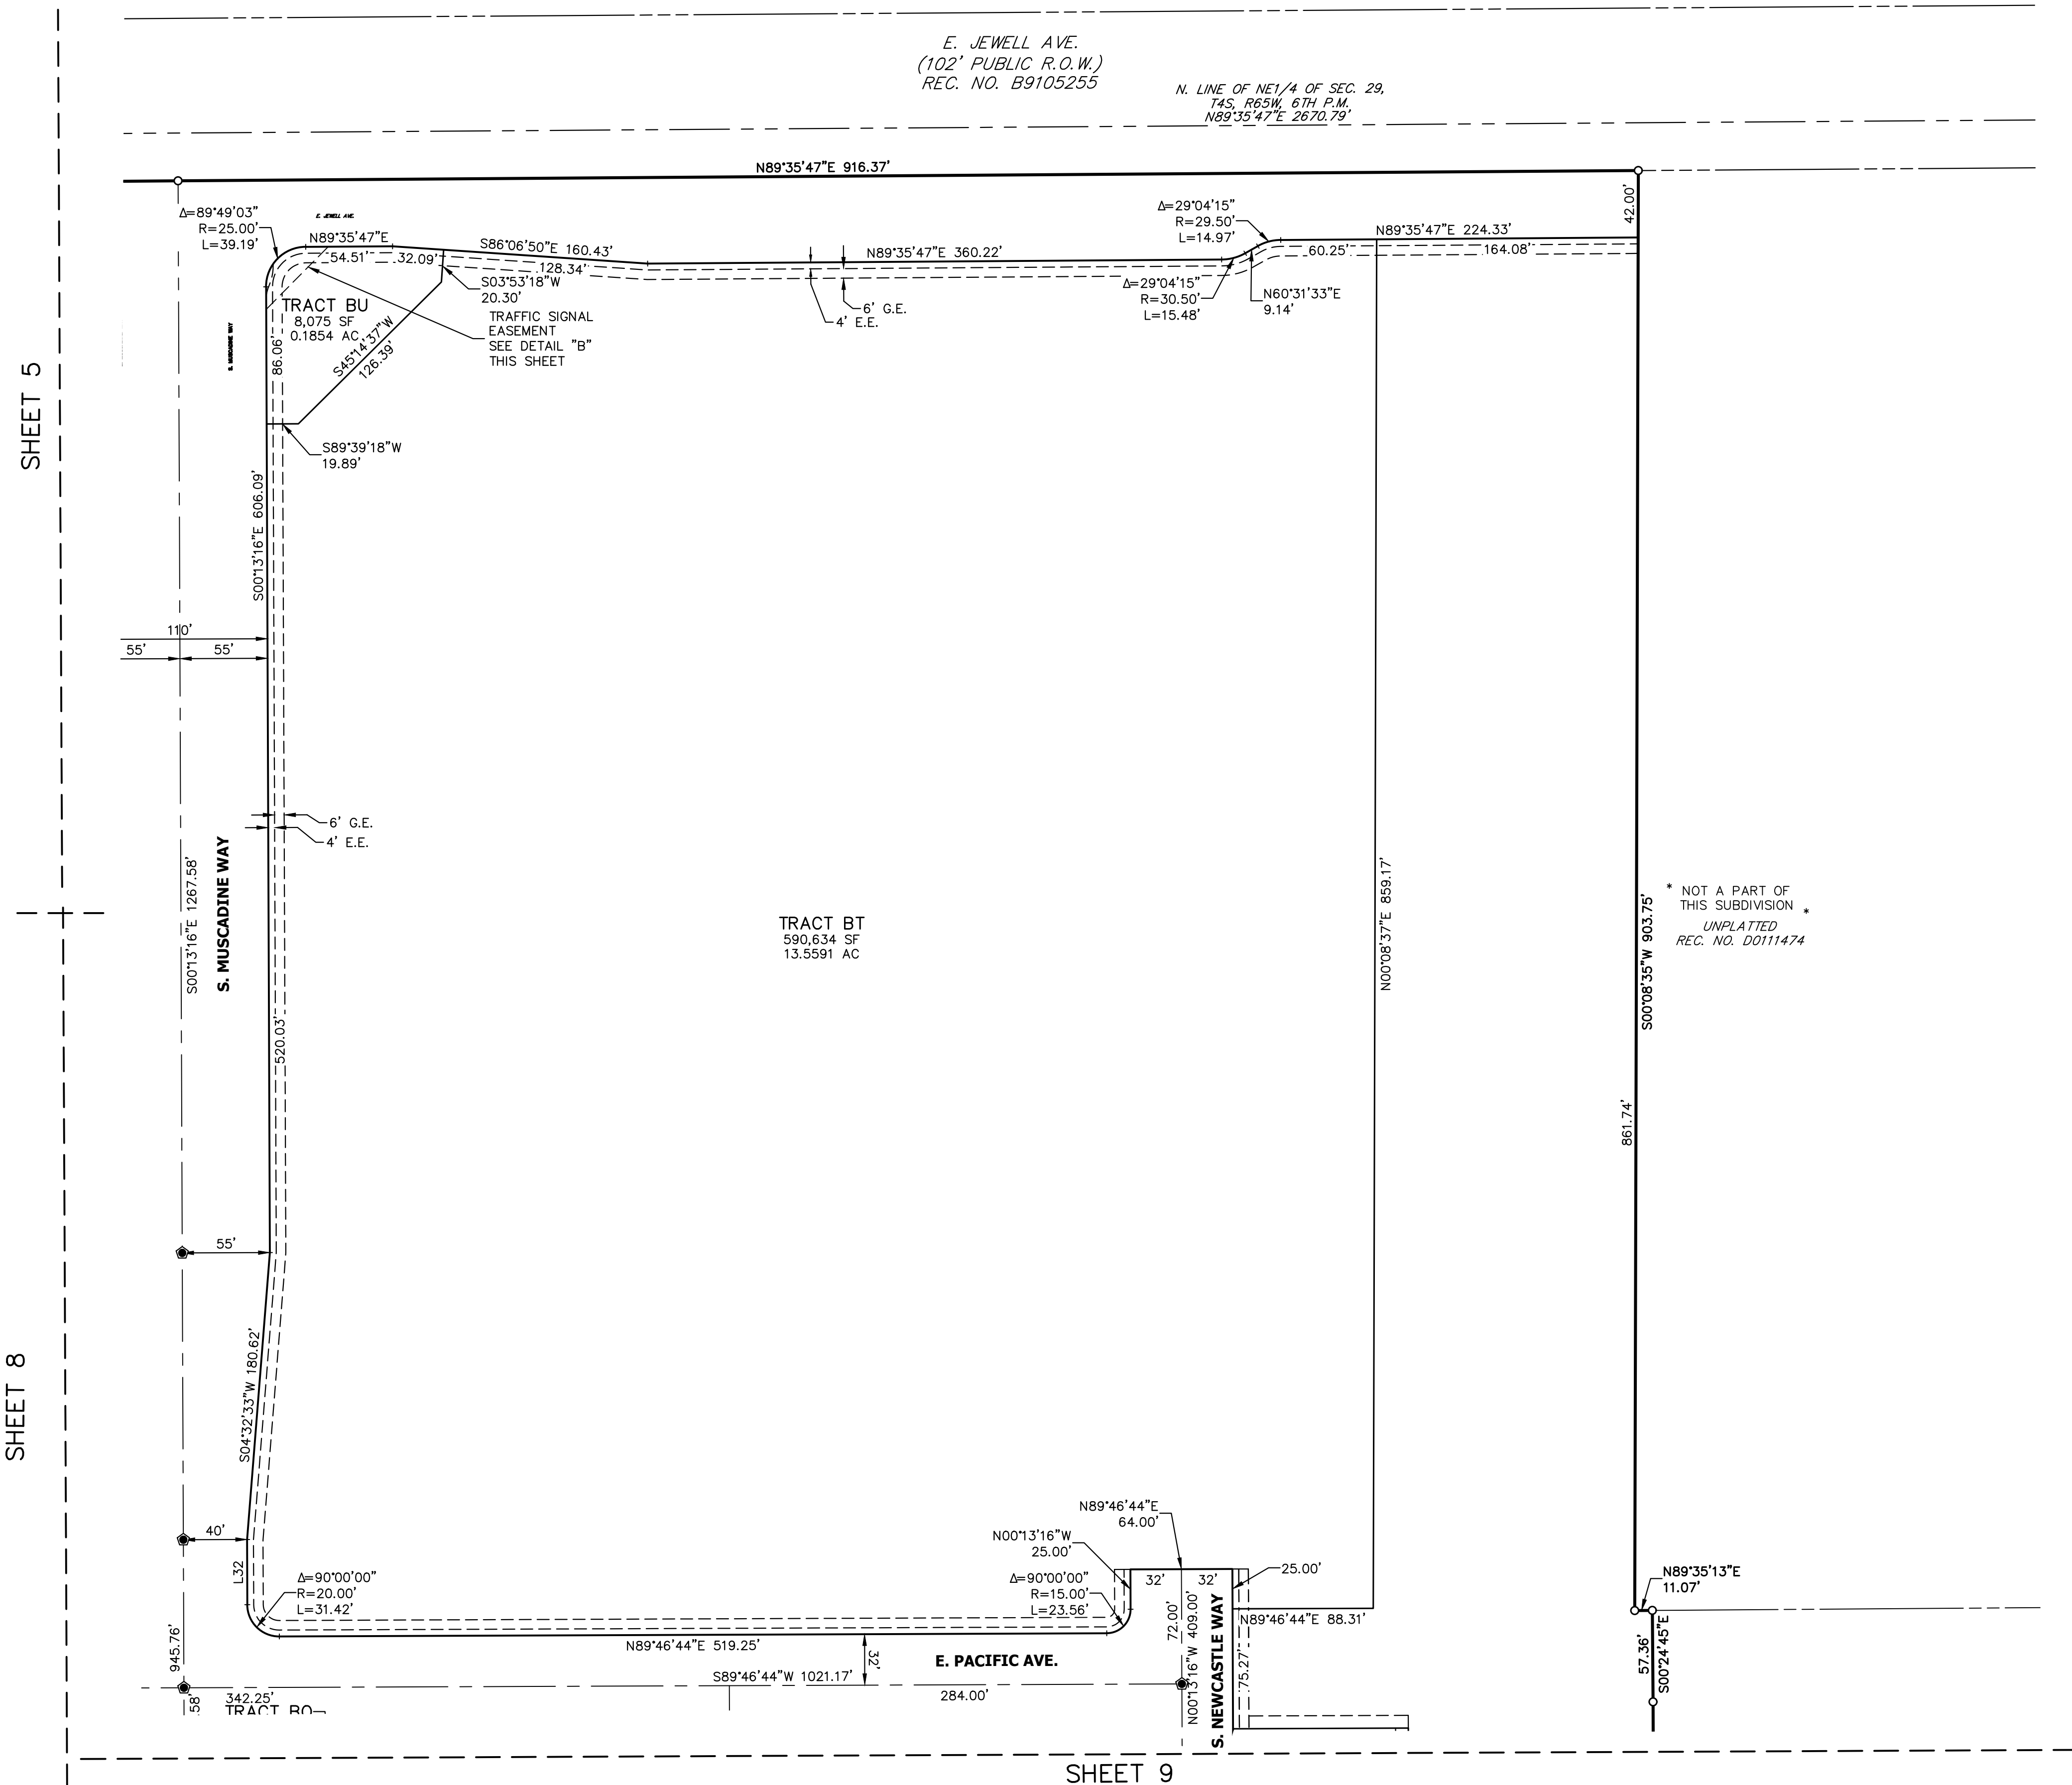 E. JEWELL AVE.
(102' PUBLIC R.O.W.)
REC. NO. B9105255
N. LINE OF NE1/4 OF SEC. 29,
T4S, R65W, 6TH P.M.
N89°35'47"E 2670.79'
N89°35'47"E 916.37'
42.00'
Δ=89°49'03"
R=25.00'
L=39.19'
E. JEWELL AVE.
N89°35'47"E
54.51'
32.09'
S86°06'50"E 160.43'
128.34'
S03°53'18"W
20.30'
N89°35'47"E 360.22'
6' G.E.
4' E.E.
Δ=29°04'15"
R=29.50'
L=14.97'
Δ=29°04'15"
R=30.50'
L=15.48'
N60°31'33"E
9.14'
N89°35'47"E 224.33'
60.25'
164.08'
TRACT BU
8,075 SF
0.1854 AC
TRAFFIC SIGNAL
EASEMENT
SEE DETAIL "B"
THIS SHEET
S. MUSCADINE WAY
86.06'
S45°14'37"W
126.39'
S89°39'18"W
19.89'
SHEET 5
S00°13'16"E 606.09'
110'
55'
55'
6' G.E.
4' E.E.
S00°13'16"E 1267.58'
S. MUSCADINE WAY
520.03'
TRACT BT
590,634 SF
13.5591 AC
N00°08'37"E 859.17'
S00°08'35"W 903.75'
* NOT A PART OF
THIS SUBDIVISION *
UNPLATTED
REC. NO. D0111474
861.74'
55'
SHEET 8
S04°32'33"W 180.62'
40'
L32
Δ=90°00'00"
R=20.00'
L=31.42'
N89°46'44"E
64.00'
N00°13'16"W
25.00'
Δ=90°00'00"
R=15.00'
L=23.56'
32'
32'
25.00'
N89°46'44"E 88.31'
N89°35'13"E
11.07'
57.36'
S00°24'45"E
945.76'
N89°46'44"E 519.25'
32'
E. PACIFIC AVE.
S89°46'44"W 1021.17'
284.00'
342.25'
.58'
TRACT BO
72.00'
N00°13'16"W 409.00'
S. NEWCASTLE WAY
75.27'
SHEET 9